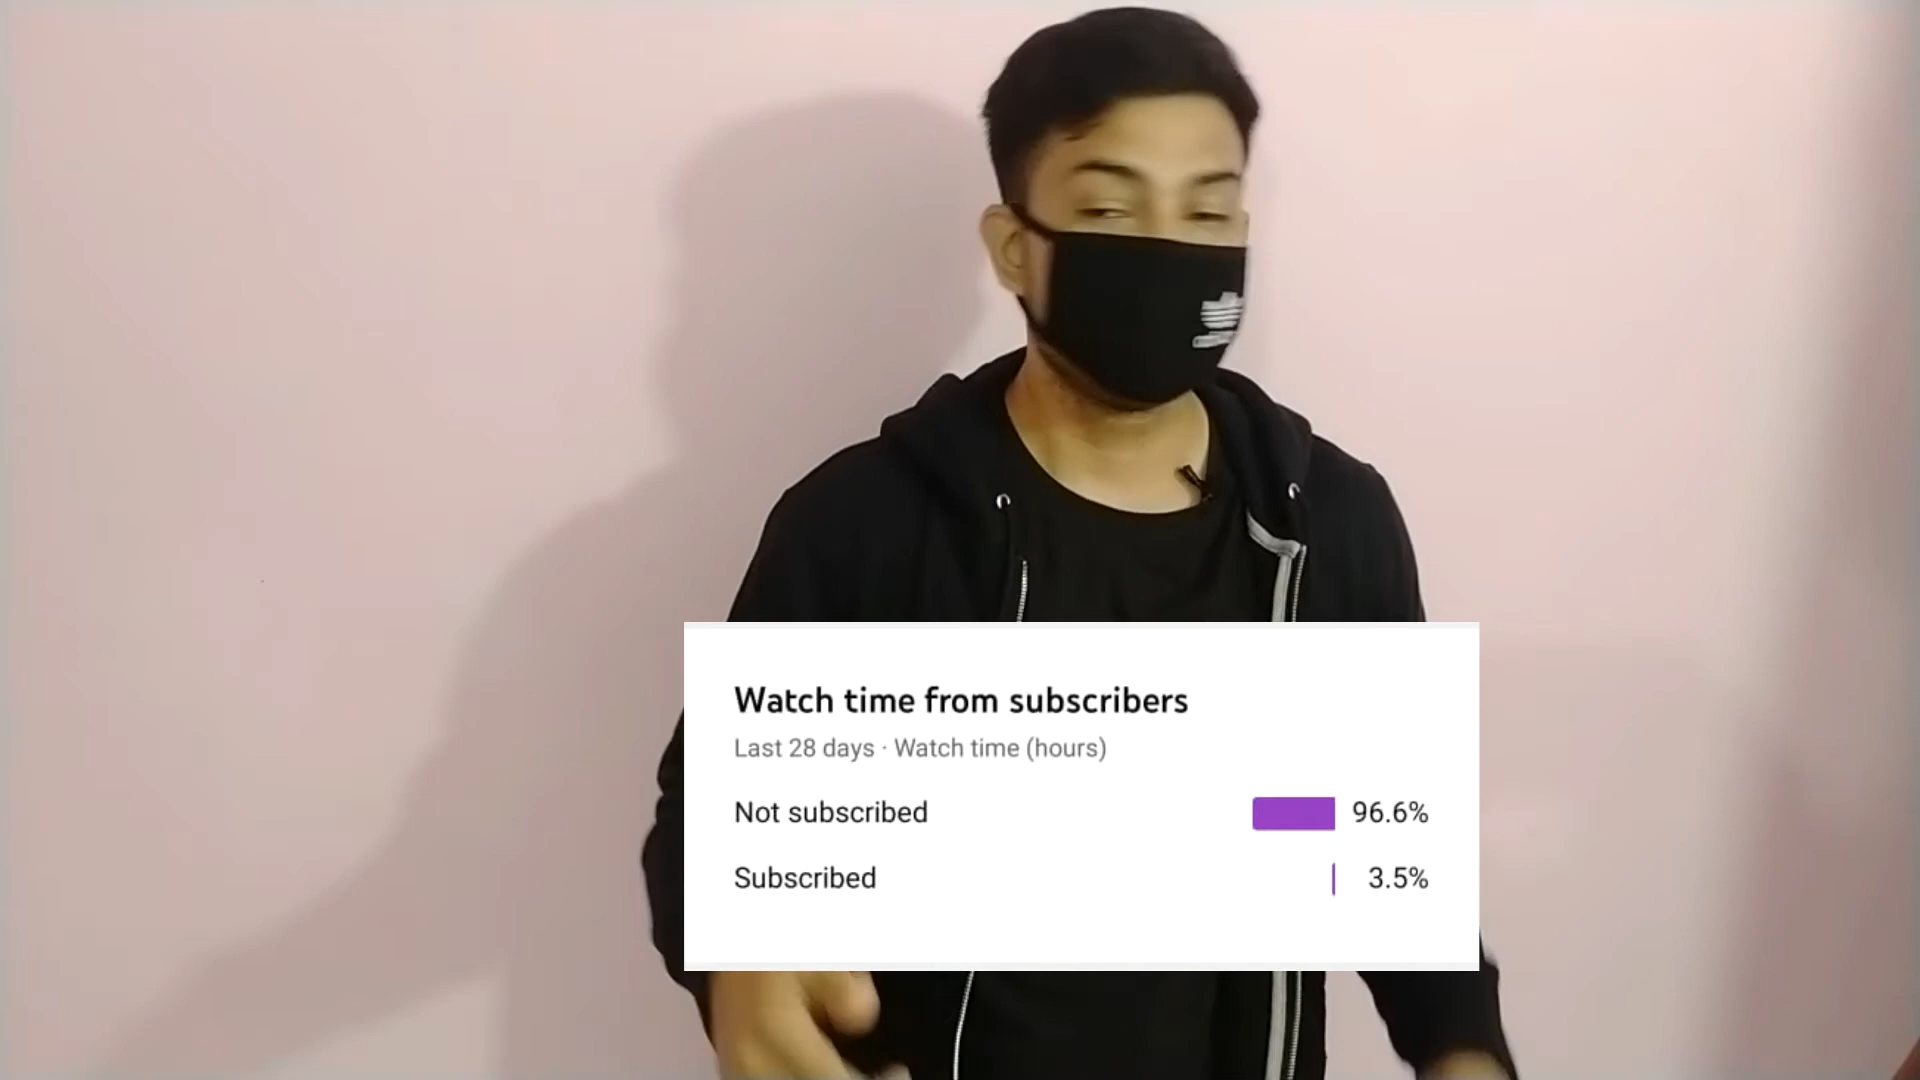 Watch time from subscribers
Last 28 days · Watch time (hours)
Not subscribed 96.6%
Subscribed 3.5%